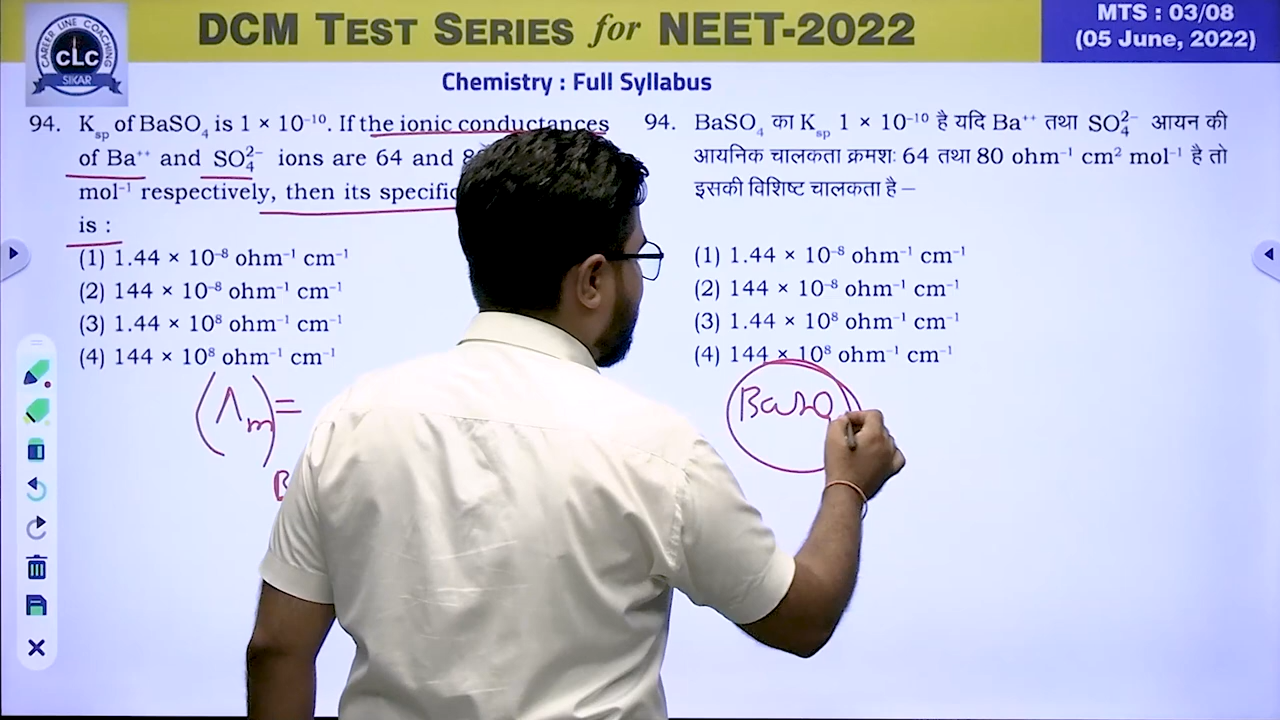 DCM TEST SERIES for NEET-2022
MTS : 03/08
(05 June, 2022)
CAREER LINE COACHING
CLC
SIKAR
Chemistry : Full Syllabus
94. Ksp of BaSO4 is 1 × 10⁻¹⁰. If the ionic conductances
of Ba⁺⁺ and SO₄²⁻ ions are 64 and
mol⁻¹ respectively, then its
is :
(1) 1.44 × 10⁻⁸ ohm⁻¹ cm⁻¹
(2) 144 × 10⁻⁸ ohm⁻¹ cm⁻¹
(3) 1.44 × 10⁸ ohm⁻¹ cm⁻¹
(4) 144 × 10⁸ ohm⁻¹ cm⁻¹
(Λm) =
94. BaSO4 का Ksp 1 × 10⁻¹⁰ है यदि Ba⁺⁺ तथा SO₄²⁻ आयन की
आयनिक चालकता क्रमशः 64 तथा 80 ohm⁻¹ cm² mol⁻¹ है तो
इसकी विशिष्ट चालकता है –
(1) 1.44 × 10⁻⁸ ohm⁻¹ cm⁻¹
(2) 144 × 10⁻⁸ ohm⁻¹ cm⁻¹
(3) 1.44 × 10⁸ ohm⁻¹ cm⁻¹
(4) 144 × 10⁸ ohm⁻¹ cm⁻¹
BaSO